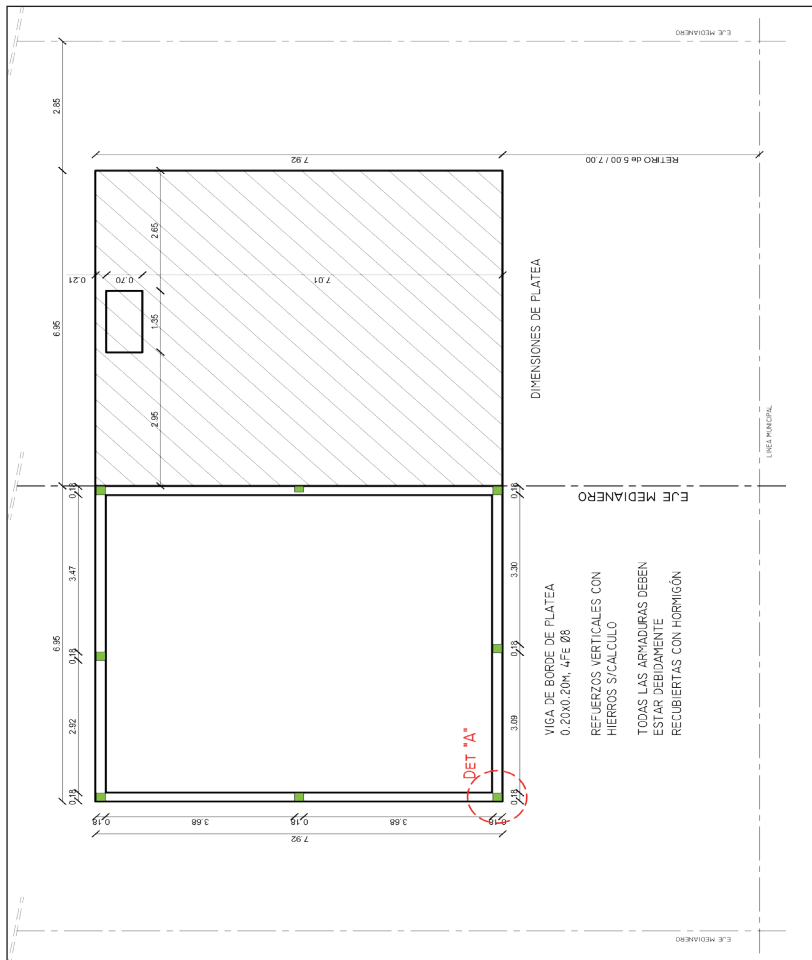 EJE MEDIANERO
2.85
7.92
RETIRO de 5.00 / 7.00
2.65
0.21
0.70
7.01
6.95
1.35
2.95
DIMENSIONES DE PLATEA
LINEA MUNICIPAL
EJE MEDIANERO
0,18
0,18
3.47
3.30
6.95
0,18
0,18
2.92
3.09
VIGA DE BORDE DE PLATEA
0.20x0.20M, 4Fe Ø8
REFUERZOS VERTICALES CON
HIERROS S/CALCULO
TODAS LAS ARMADURAS DEBEN
ESTAR DEBIDAMENTE
RECUBIERTAS CON HORMIGÓN
DET "A"
0,18
0,18
0.18
3.68
0.18
3.68
0.18
7.92
EJE MEDIANERO